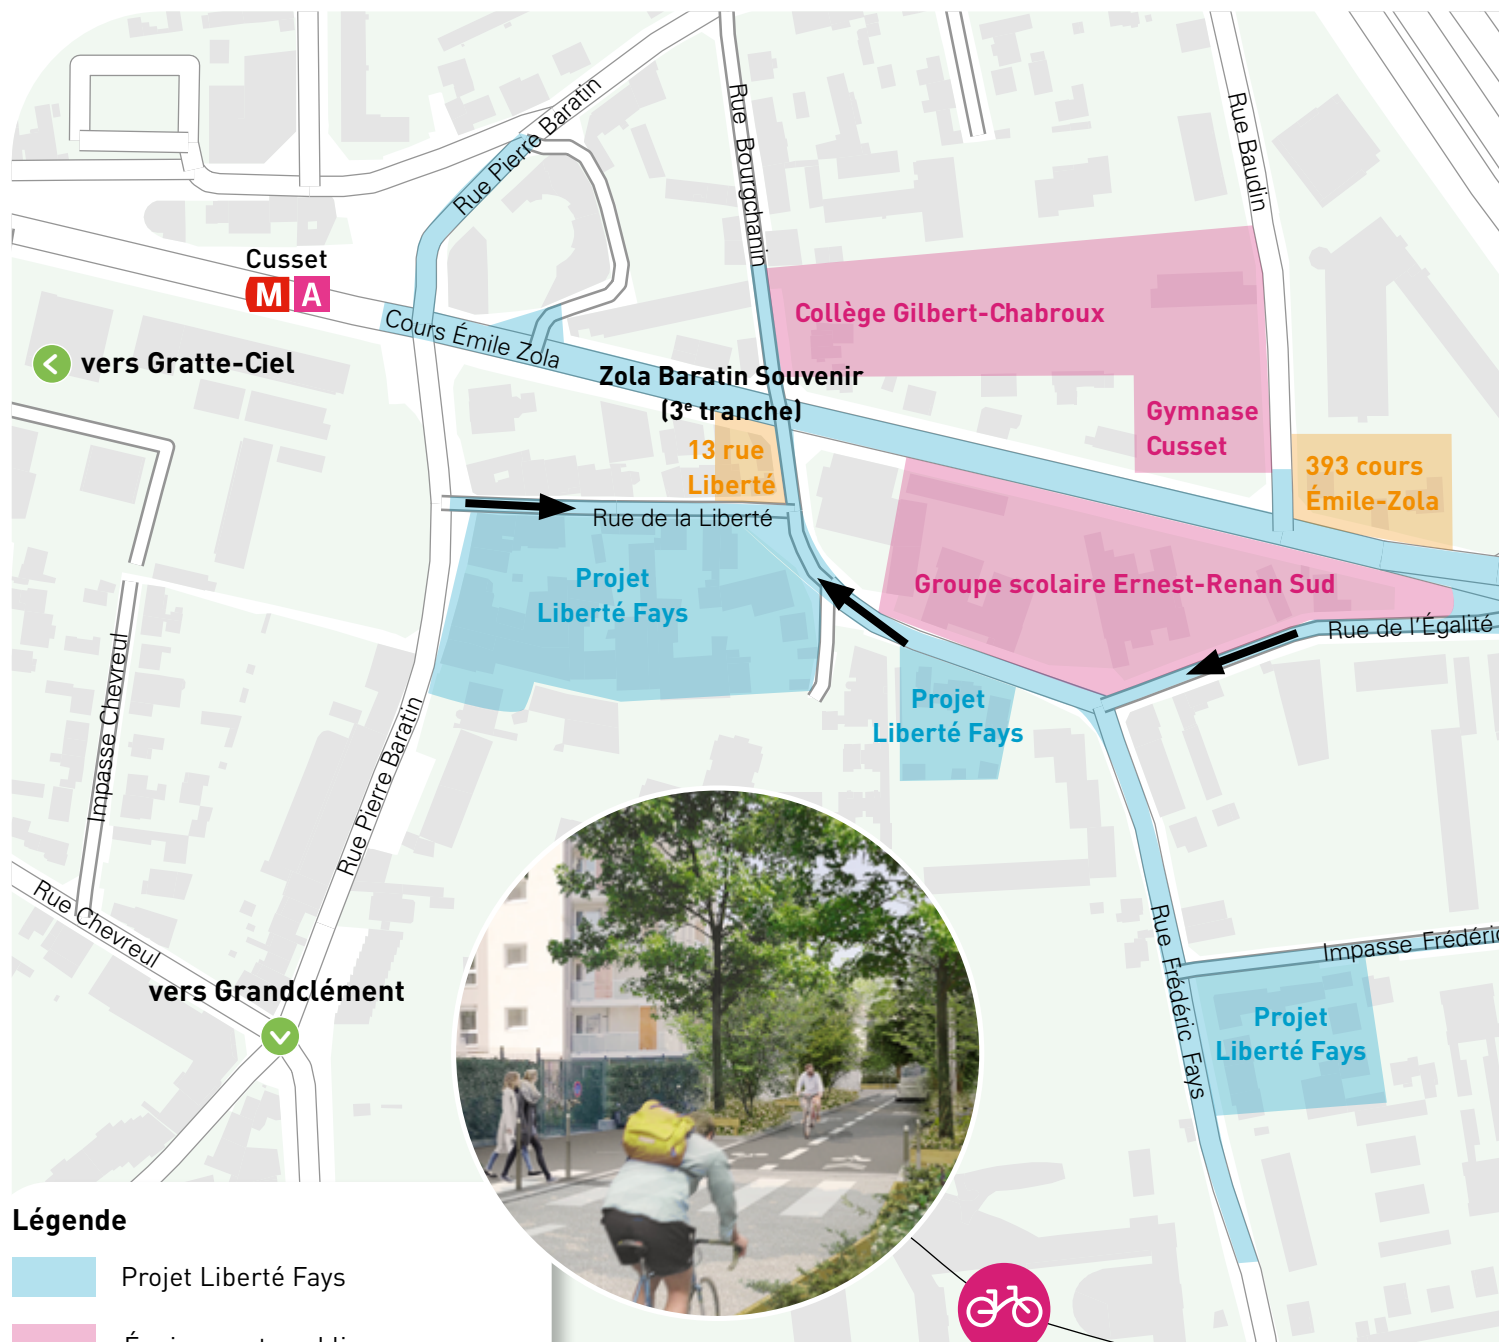 Rue Pierre Baratin
Rue Bourgchanin
Rue Baudin
Rue Pierre Baratin
Cusset
M A
Cours Émile Zola
vers Gratte-Ciel
Collège Gilbert-Chabroux
Zola Baratin Souvenir
(3e tranche)
Gymnase
Cusset
13 rue
Liberté
393 cours
Émile-Zola
Rue de la Liberté
Projet
Liberté Fays
Groupe scolaire Ernest-Renan Sud
Rue de l'Égalité
Impasse Chevreul
Rue Pierre Baratin
Projet
Liberté Fays
Rue Chevreul
vers Grandclément
Rue Frédéric Fays
Impasse Frédéric
Projet
Liberté Fays
Légende
Projet Liberté Fays